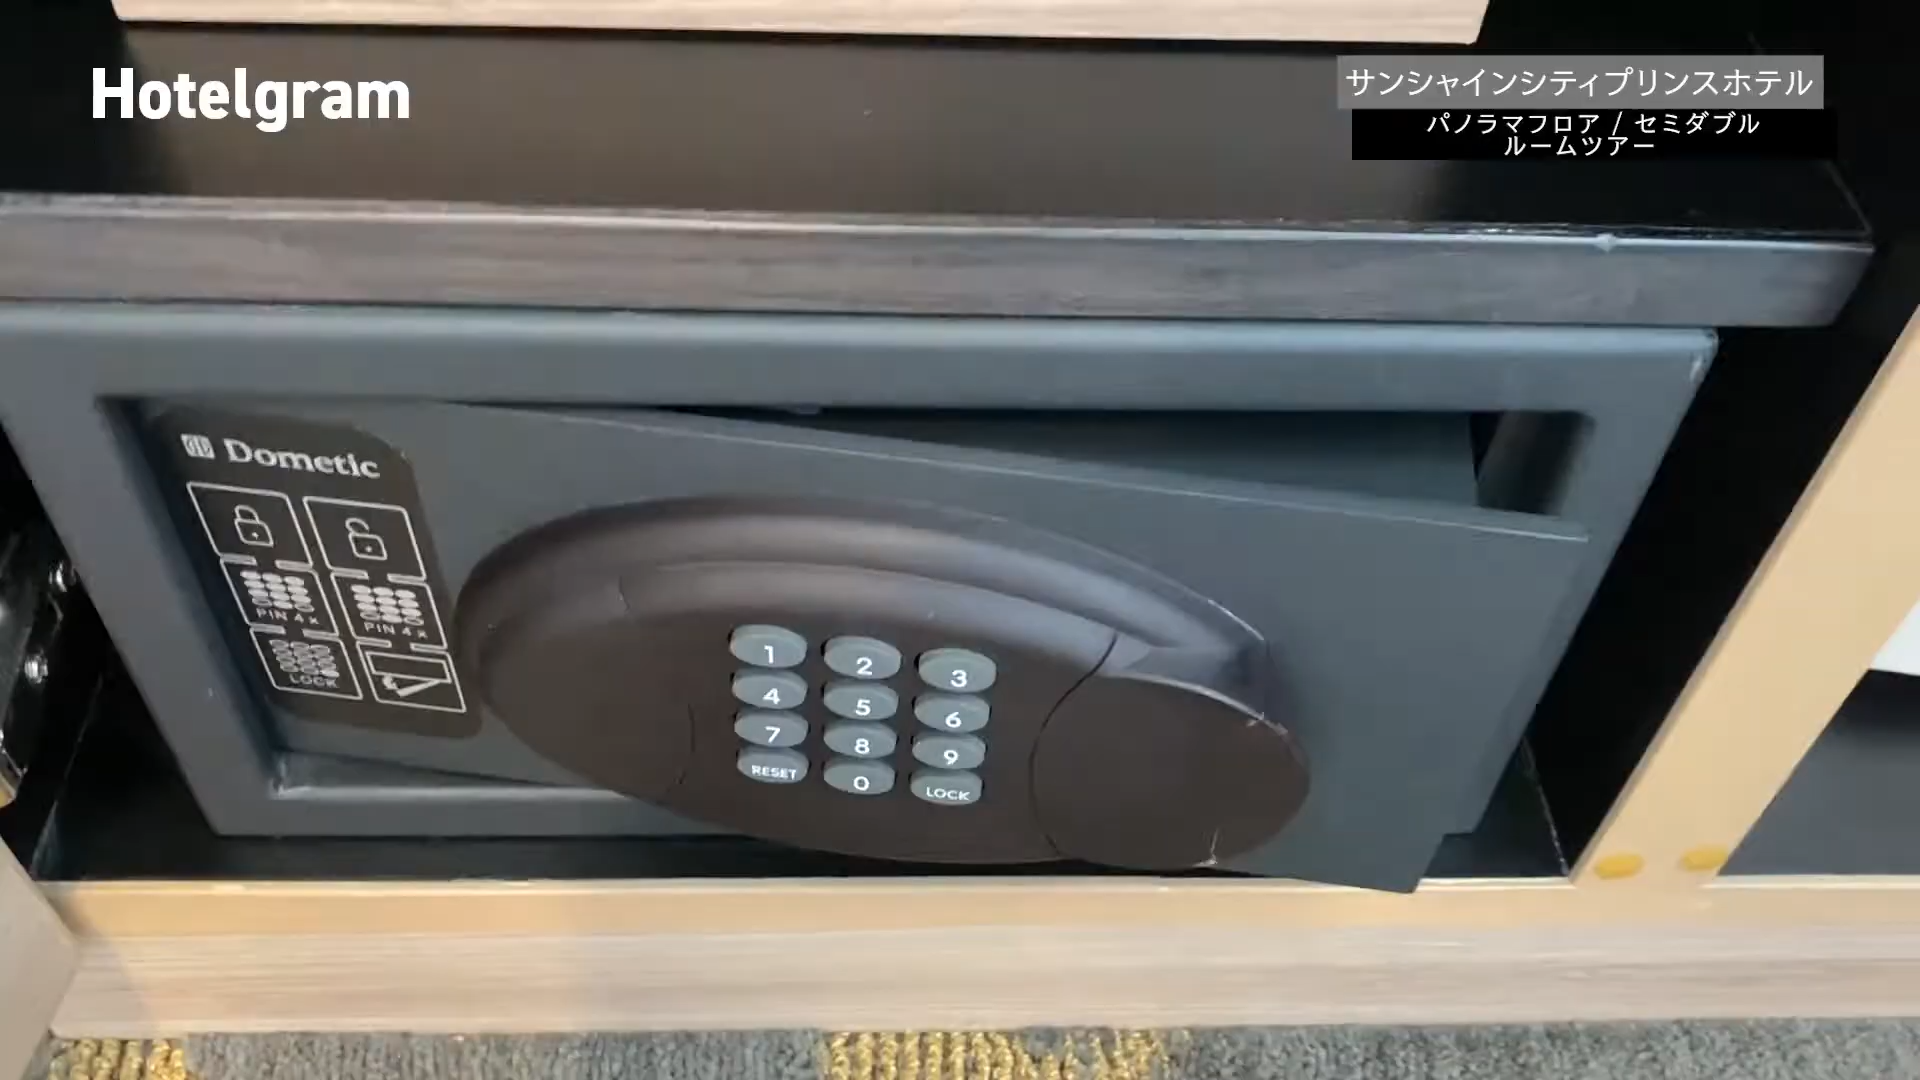 Hotelgram
サンシャインシティプリンスホテル
パノラマフロア / セミダブル
ルームツアー
Dometic
PIN 4 x
PIN 4 x
LOCK
1 2 3
4 5 6
7 8 9
RESET 0 LOCK